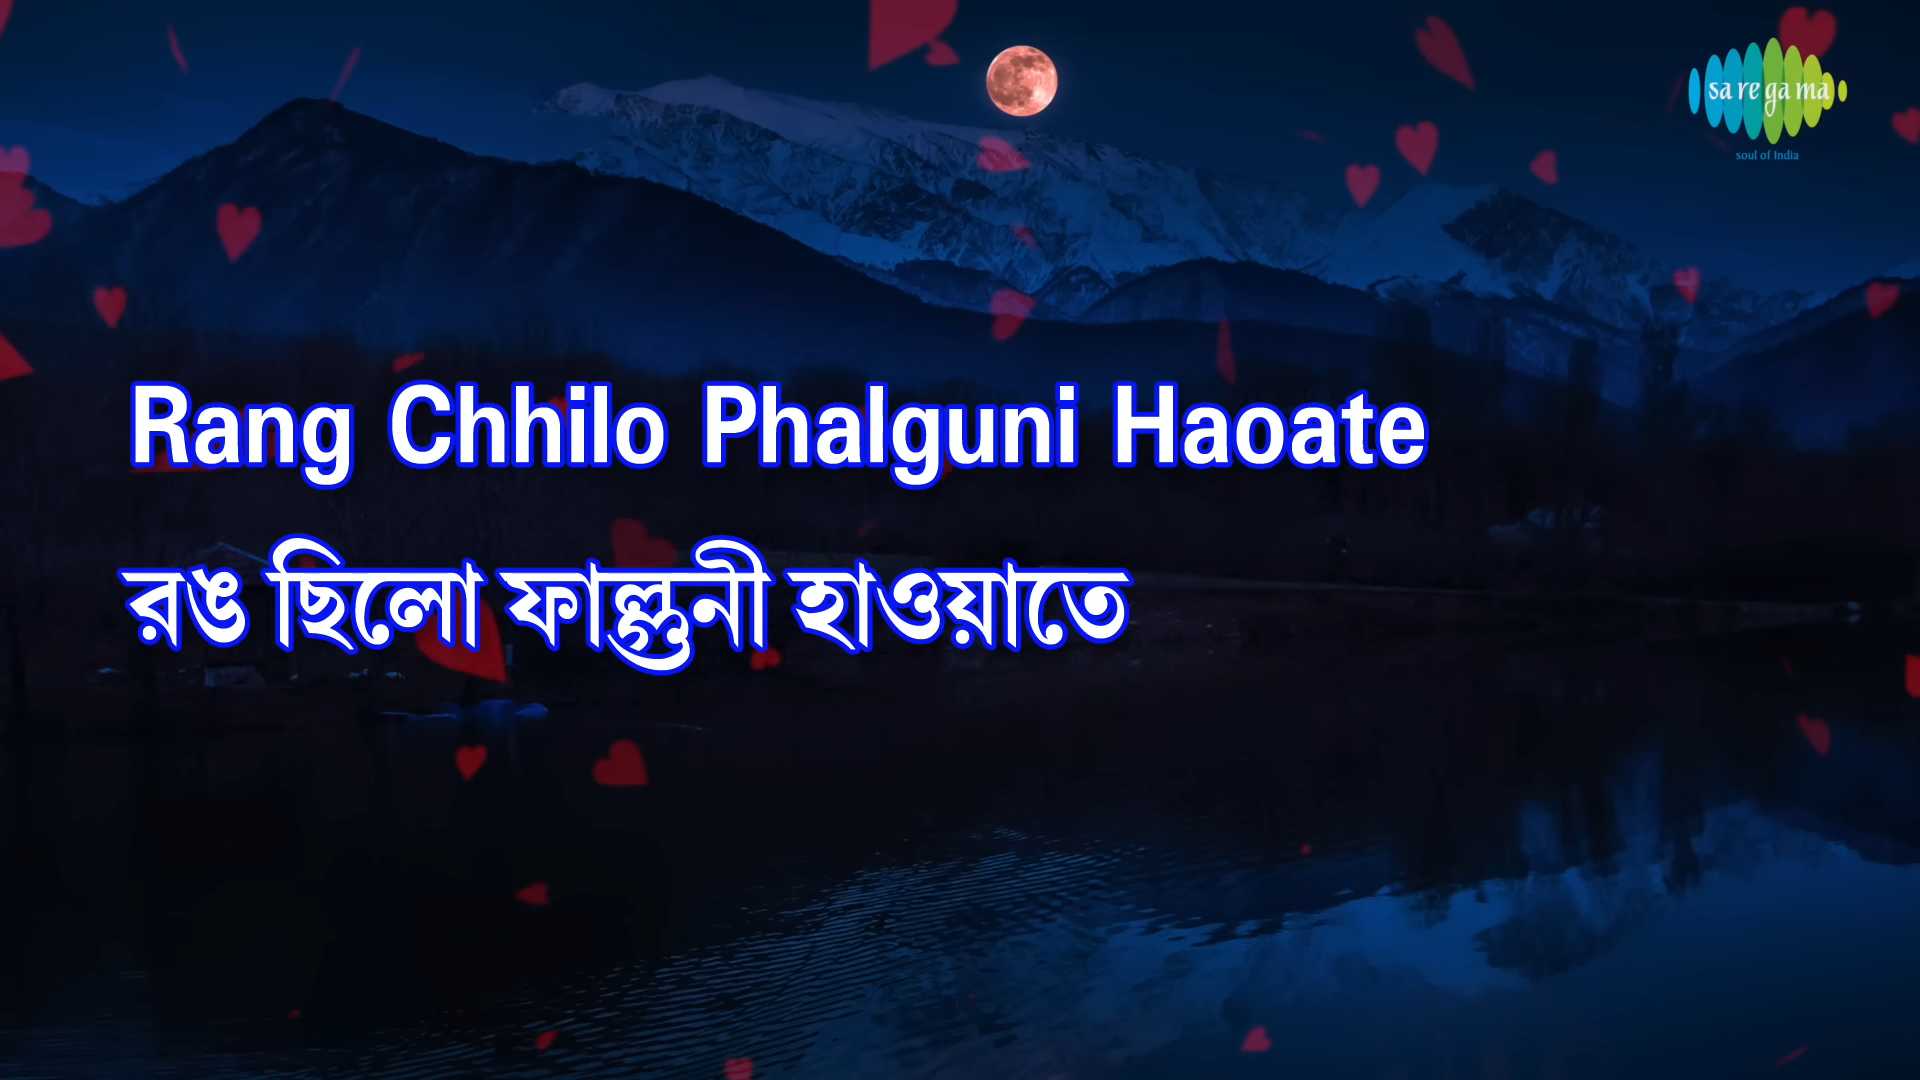 sa re ga ma
soul of India
Rang Chhilo Phalguni Haoate
রঙ ছিলো ফাল্গুনী হাওয়াতে